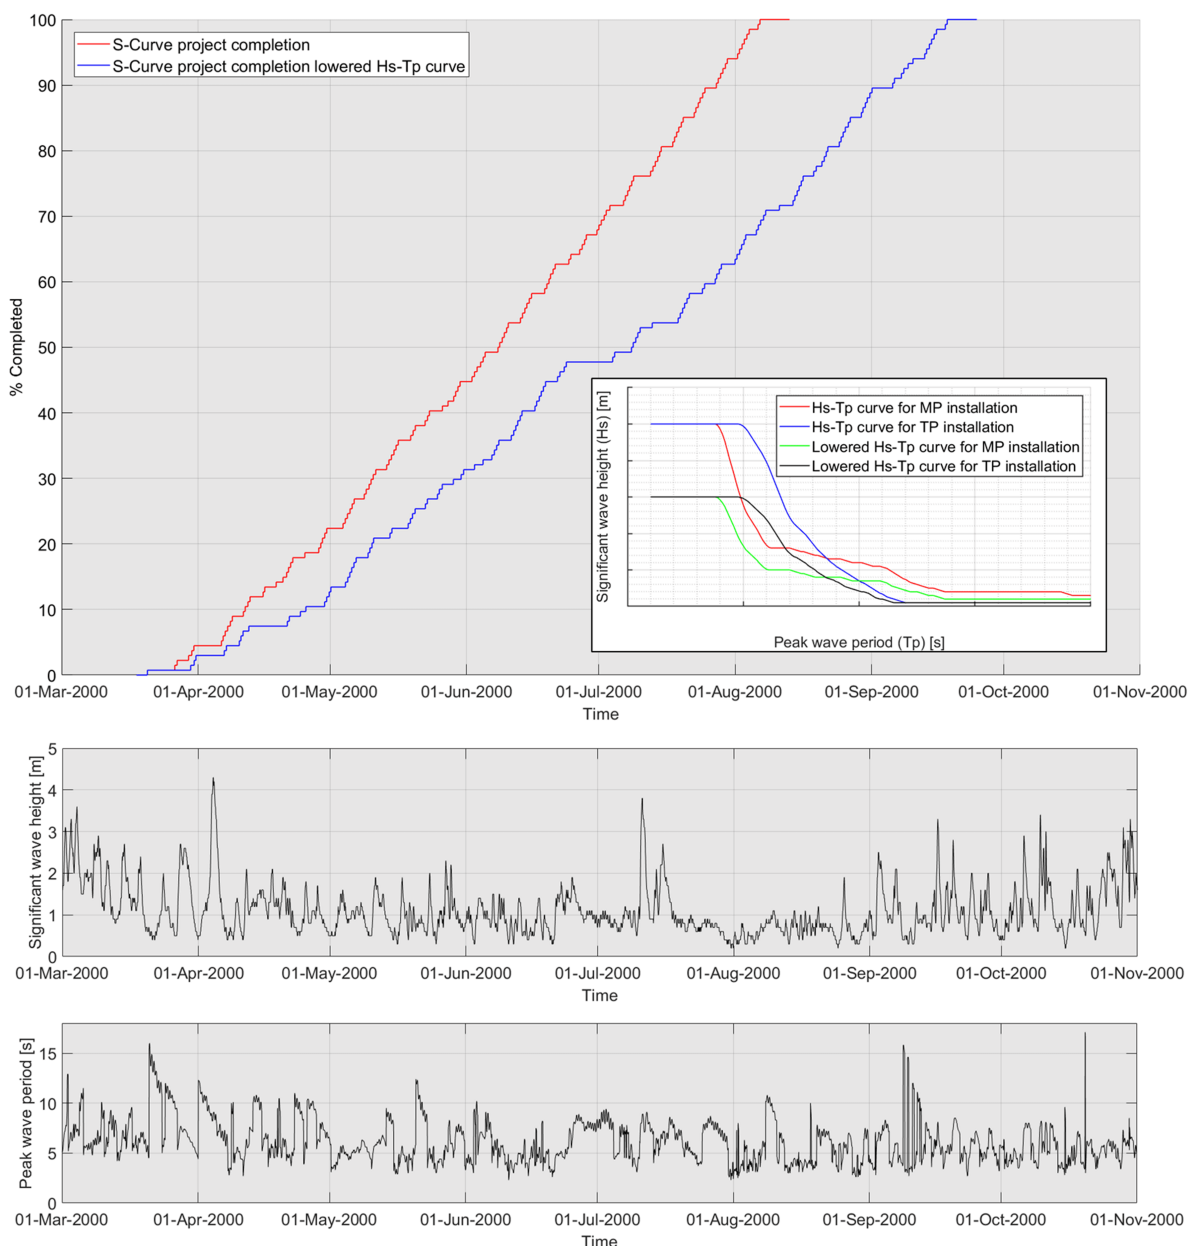 100
90
80
70
60
50
40
30
20
10
0
% Completed
S-Curve project completion
S-Curve project completion lowered Hs-Tp curve
Significant wave height (Hs) [m]
Hs-Tp curve for MP installation
Hs-Tp curve for TP installation
Lowered Hs-Tp curve for MP installation
Lowered Hs-Tp curve for TP installation
Peak wave period (Tp) [s]
01-Mar-2000 01-Apr-2000 01-May-2000 01-Jun-2000 01-Jul-2000 01-Aug-2000 01-Sep-2000 01-Oct-2000 01-Nov-2000
Time
5
4
3
2
1
0
Significant wave height [m]
01-Mar-2000 01-Apr-2000 01-May-2000 01-Jun-2000 01-Jul-2000 01-Aug-2000 01-Sep-2000 01-Oct-2000 01-Nov-2000
Time
15
10
5
0
Peak wave period [s]
01-Mar-2000 01-Apr-2000 01-May-2000 01-Jun-2000 01-Jul-2000 01-Aug-2000 01-Sep-2000 01-Oct-2000 01-Nov-2000
Time